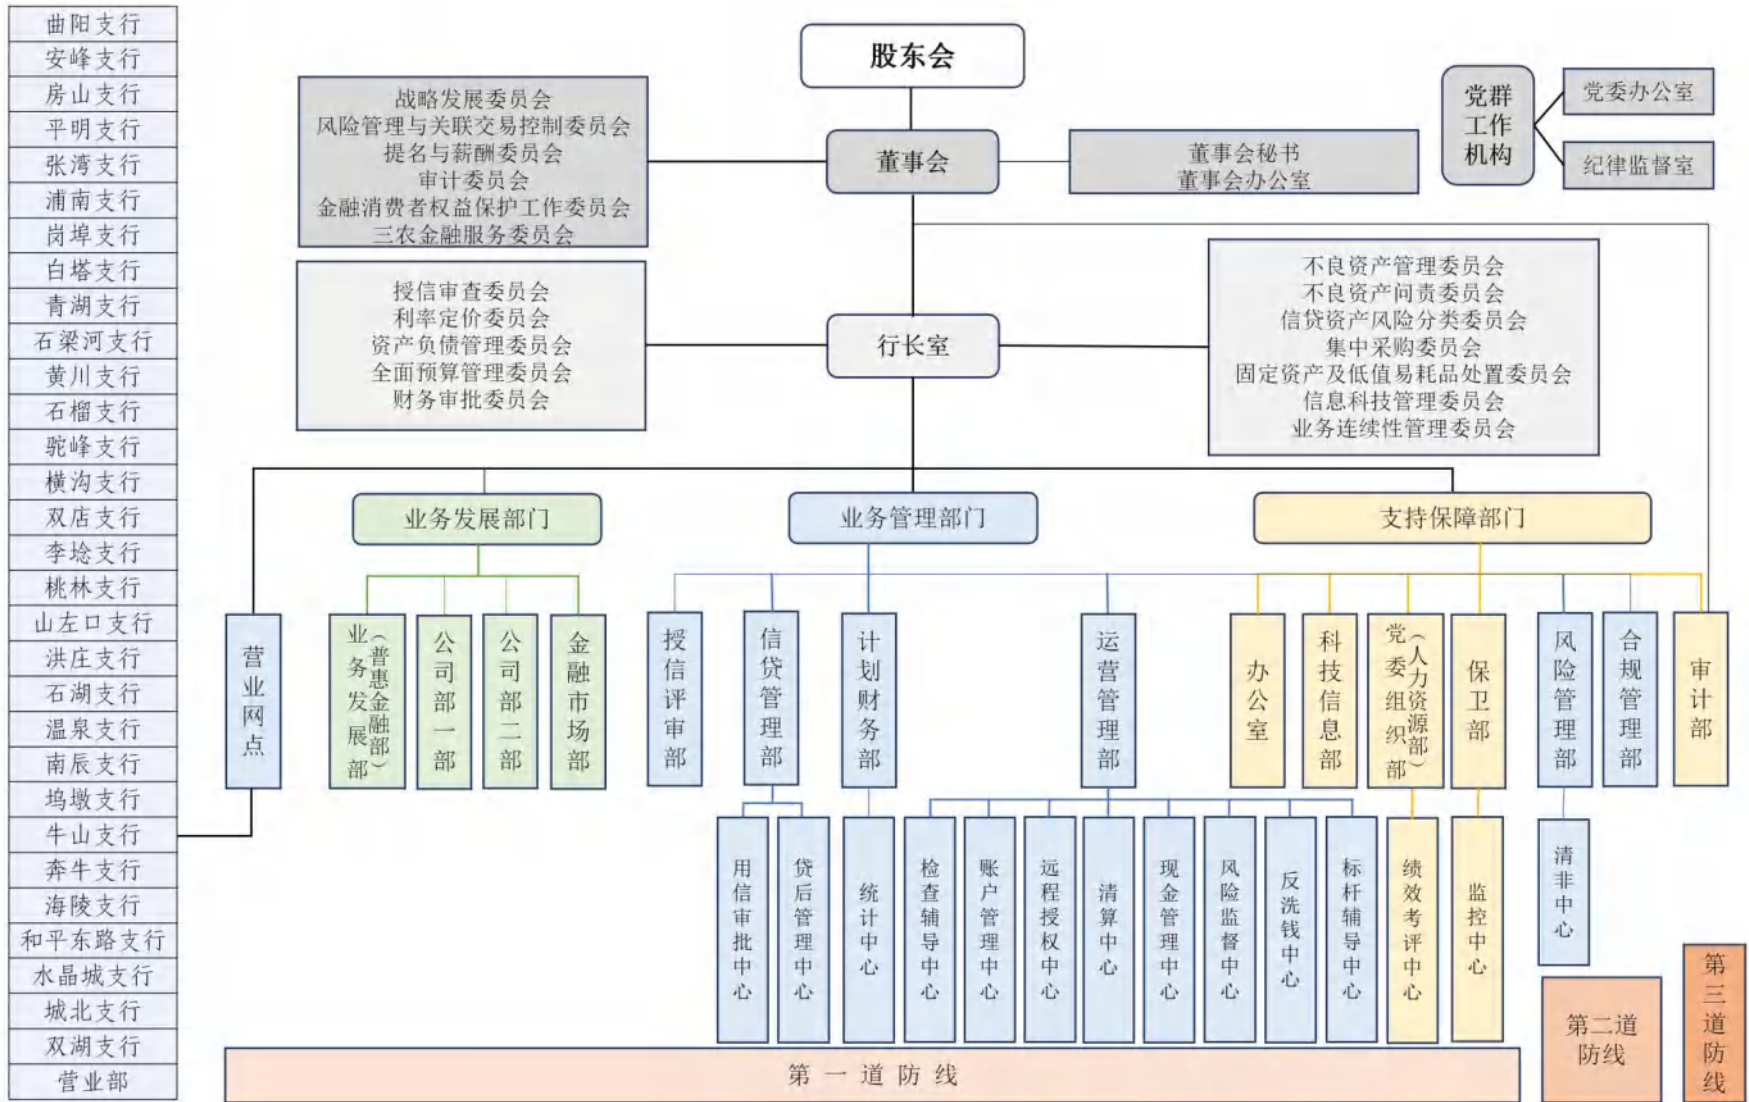 曲阳支行
安峰支行
房山支行
平明支行
张湾支行
浦南支行
岗埠支行
白塔支行
青湖支行
石梁河支行
黄川支行
石榴支行
驼峰支行
横沟支行
双店支行
李埝支行
桃林支行
山左口支行
洪庄支行
石湖支行
温泉支行
南辰支行
坞墩支行
牛山支行
奔牛支行
海陵支行
和平东路支行
水晶城支行
城北支行
双湖支行
营业部
股东会
战略发展委员会
风险管理与关联交易控制委员会
提名与薪酬委员会
审计委员会
金融消费者权益保护工作委员会
三农金融服务委员会
董事会
董事会秘书
董事会办公室
党群
工作
机构
党委办公室
纪律监督室
授信审查委员会
利率定价委员会
资产负债管理委员会
全面预算管理委员会
财务审批委员会
行长室
不良资产管理委员会
不良资产问责委员会
信贷资产风险分类委员会
集中采购委员会
固定资产及低值易耗品处置委员会
信息科技管理委员会
业务连续性管理委员会
业务发展部门
业务管理部门
支持保障部门
营业网点
业务发展部
（普惠金融部）
公司一部
公司二部
金融市场部
授信评审部
信贷管理部
计划财务部
运营管理部
办公室
科技信息部
党委组织部
（人力资源部）
保卫部
风险管理部
合规管理部
审计部
用信审批中心
贷后管理中心
统计中心
检查辅导中心
账户管理中心
远程授权中心
清算中心
现金管理中心
风险监督中心
反洗钱中心
标杆辅导中心
绩效考评中心
监控中心
清非中心
第一道防线
第二道
防线
第三道防线